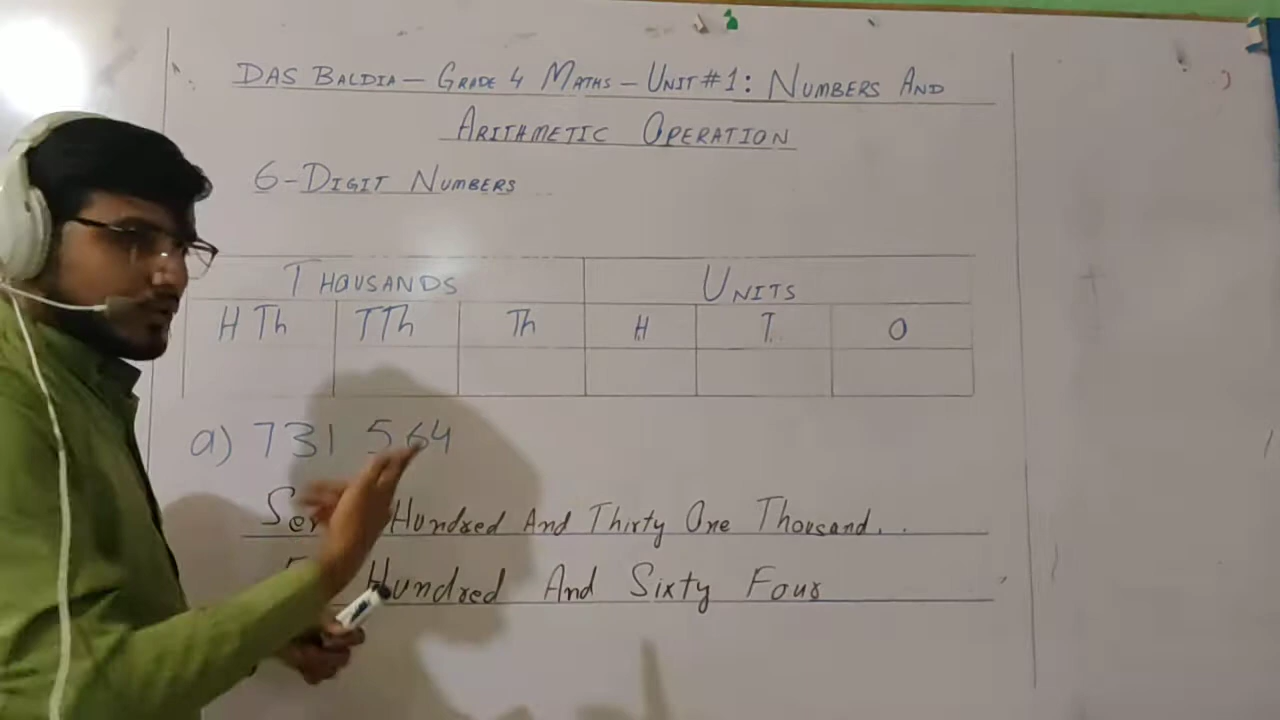 DAS BALDIA – GRADE 4 MATHS – UNIT #1: NUMBERS AND
ARITHMETIC OPERATION
6-DIGIT NUMBERS
THOUSANDS UNITS
H Th TTh Th H T O
a) 731 564
Hundred And Thirty One Thousand..
Hundred And Sixty Four